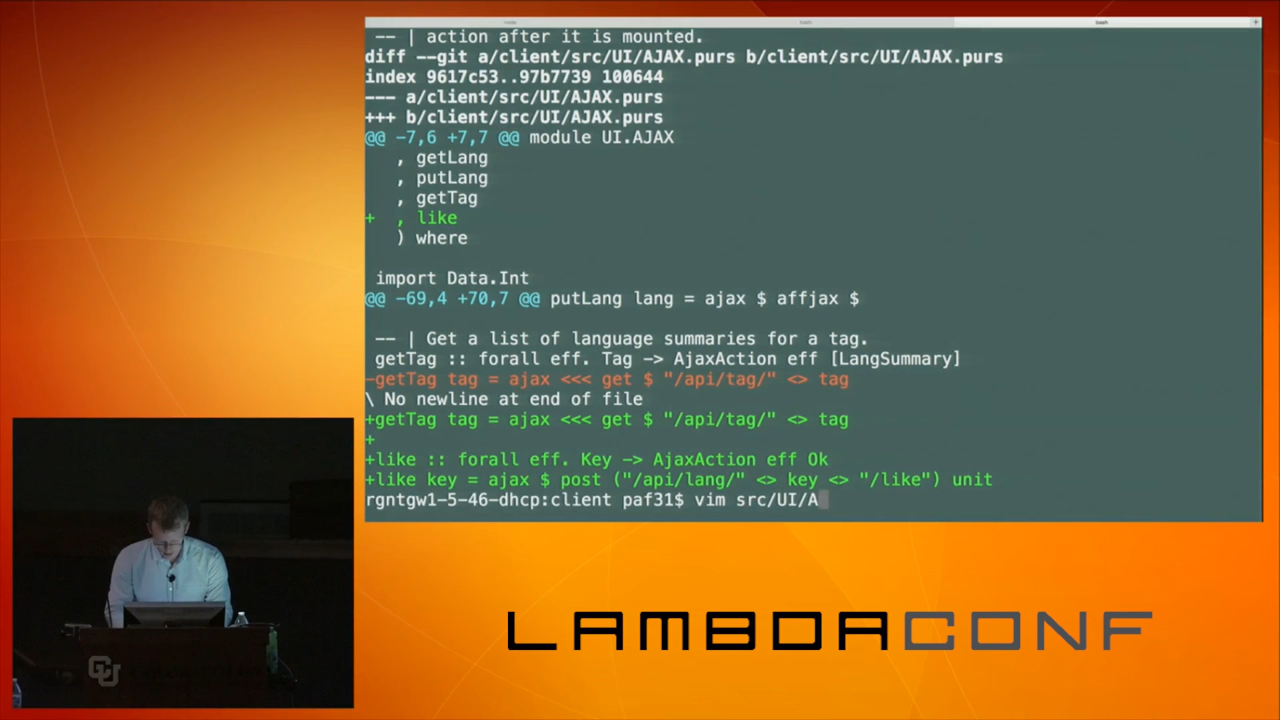 -- | action after it is mounted.
diff --git a/client/src/UI/AJAX.purs b/client/src/UI/AJAX.purs
index 9617c53..97b7739 100644
--- a/client/src/UI/AJAX.purs
+++ b/client/src/UI/AJAX.purs
@@ -7,6 +7,7 @@ module UI.AJAX
, getLang
, putLang
, getTag
+ , like
) where
import Data.Int
@@ -69,4 +70,7 @@ putLang lang = ajax $ affjax $
-- | Get a list of language summaries for a tag.
getTag :: forall eff. Tag -> AjaxAction eff [LangSummary]
-getTag tag = ajax <<< get $ "/api/tag/" <> tag
\ No newline at end of file
+getTag tag = ajax <<< get $ "/api/tag/" <> tag
+
+like :: forall eff. Key -> AjaxAction eff Ok
+like key = ajax $ post ("/api/lang/" <> key <> "/like") unit
rgntgw1-5-46-dhcp:client paf31$ vim src/UI/A
LAMBDACONF